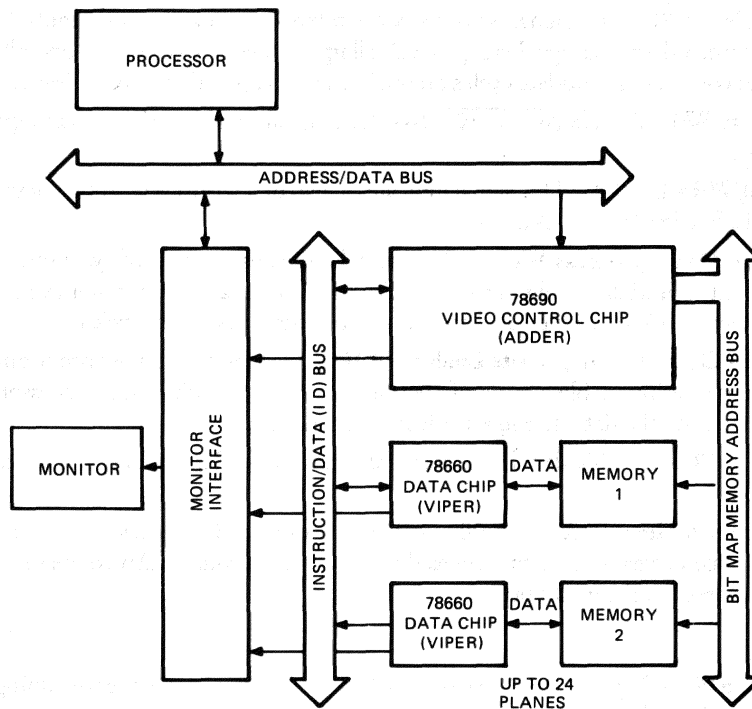 PROCESSOR
ADDRESS/DATA BUS
78690
VIDEO CONTROL CHIP
(ADDER)
MONITOR
MONITOR
INTERFACE
INSTRUCTION/DATA (I D) BUS
78660
DATA CHIP
(VIPER)
DATA
MEMORY
1
BIT MAP MEMORY ADDRESS BUS
78660
DATA CHIP
(VIPER)
DATA
MEMORY
2
UP TO 24
PLANES